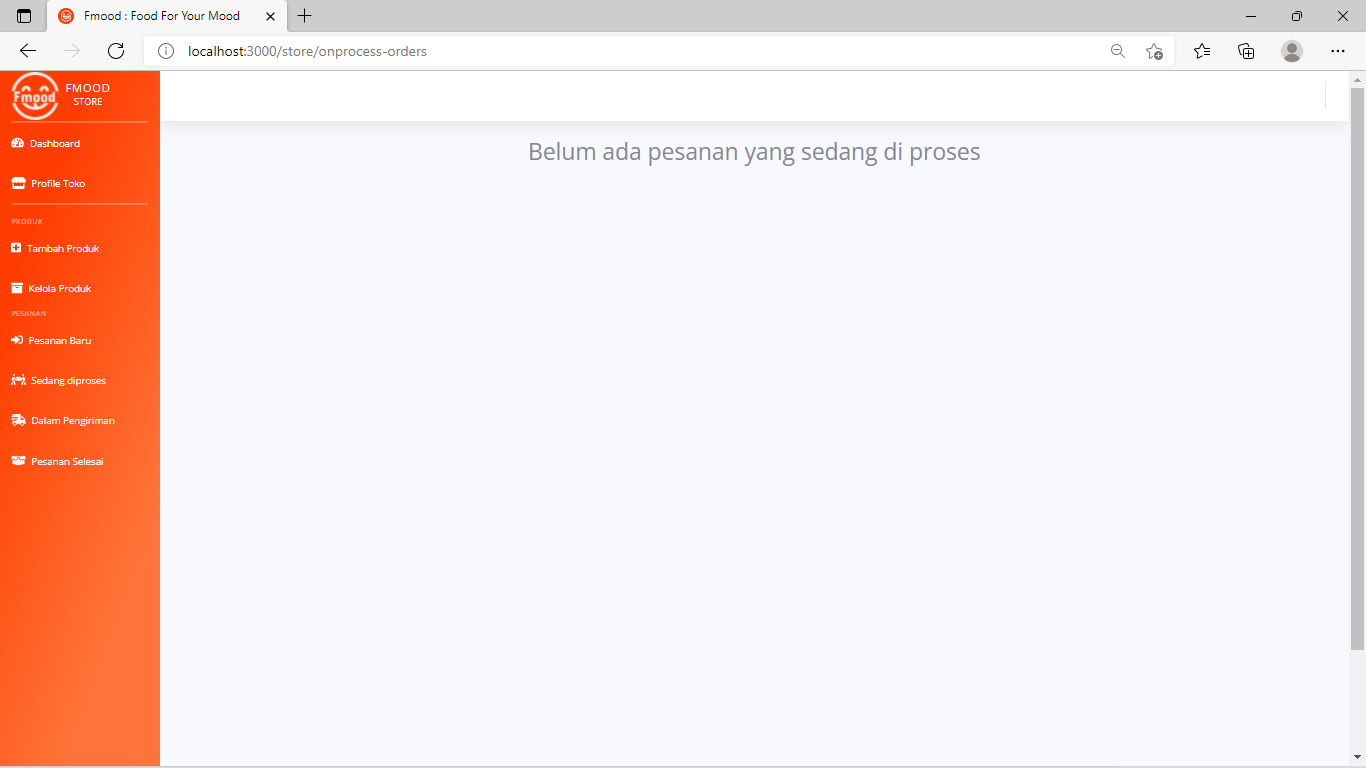 Fmood : Food For Your Mood
localhost:3000/store/onprocess-orders
Fmood
FMOOD
STORE
Dashboard
Profile Toko
PRODUK
Tambah Produk
Kelola Produk
PESANAN
Pesanan Baru
Sedang diproses
Dalam Pengiriman
Pesanan Selesai
Belum ada pesanan yang sedang di proses